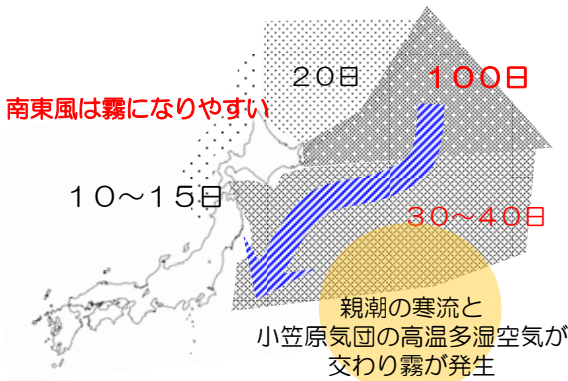 20日
100日
南東風は霧になりやすい
10～15日
30～40日
親潮の寒流と
小笠原気団の高温多湿空気が
交わり霧が発生